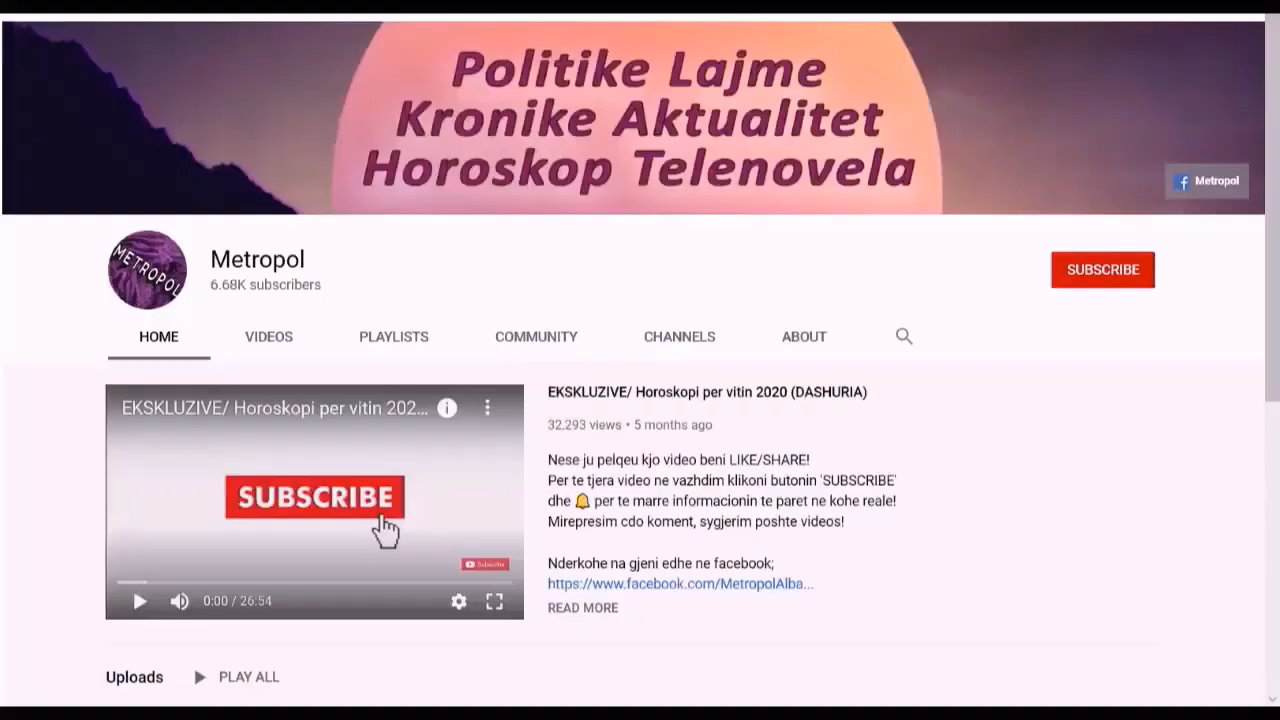 Politike Lajme
Kronike Aktualitet
Horoskop Telenovela
Metropol
METROPOL
Metropol
6.68K subscribers
SUBSCRIBE
HOME VIDEOS PLAYLISTS COMMUNITY CHANNELS ABOUT
EKSKLUZIVE/ Horoskopi per vitin 202...
SUBSCRIBE
Subscribe
0:00 / 26:54
EKSKLUZIVE/ Horoskopi per vitin 2020 (DASHURIA)
32,293 views • 5 months ago
Nese ju pelqeu kjo video beni LIKE/SHARE!
Per te tjera video ne vazhdim klikoni butonin 'SUBSCRIBE'
dhe 🔔 per te marre informacionin te paret ne kohe reale!
Mirepresim cdo koment, sygjerim poshte videos!
Nderkohe na gjeni edhe ne facebook;
https://www.facebook.com/MetropolAlba...
READ MORE
Uploads PLAY ALL